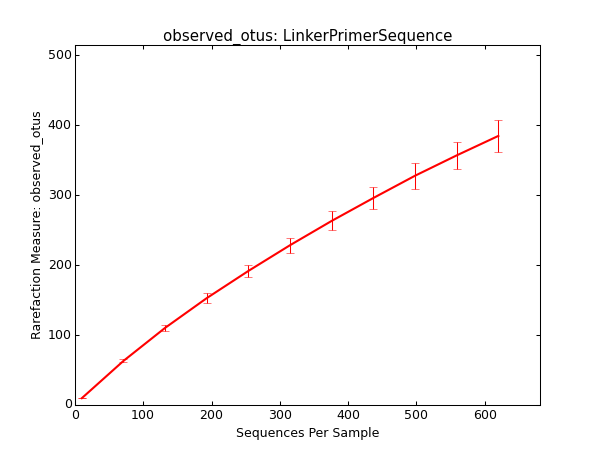 observed_otus: LinkerPrimerSequence
Rarefaction Measure: observed_otus
500
400
300
200
100
0
0 100 200 300 400 500 600
Sequences Per Sample